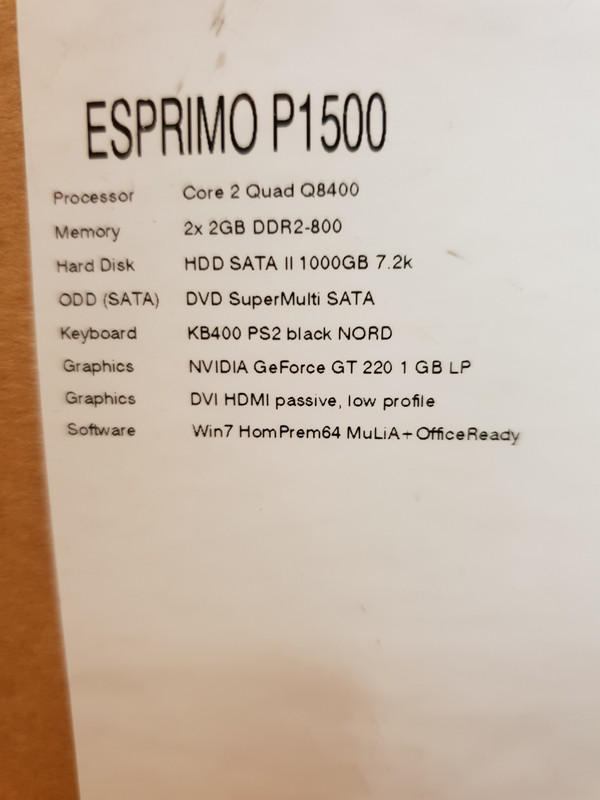 ESPRIMO P1500
Processor Core 2 Quad Q8400
Memory 2x 2GB DDR2-800
Hard Disk HDD SATA II 1000GB 7.2k
ODD (SATA) DVD SuperMulti SATA
Keyboard KB400 PS2 black NORD
Graphics NVIDIA GeForce GT 220 1 GB LP
Graphics DVI HDMI passive, low profile
Software Win7 HomPrem64 MuLiA+OfficeReady